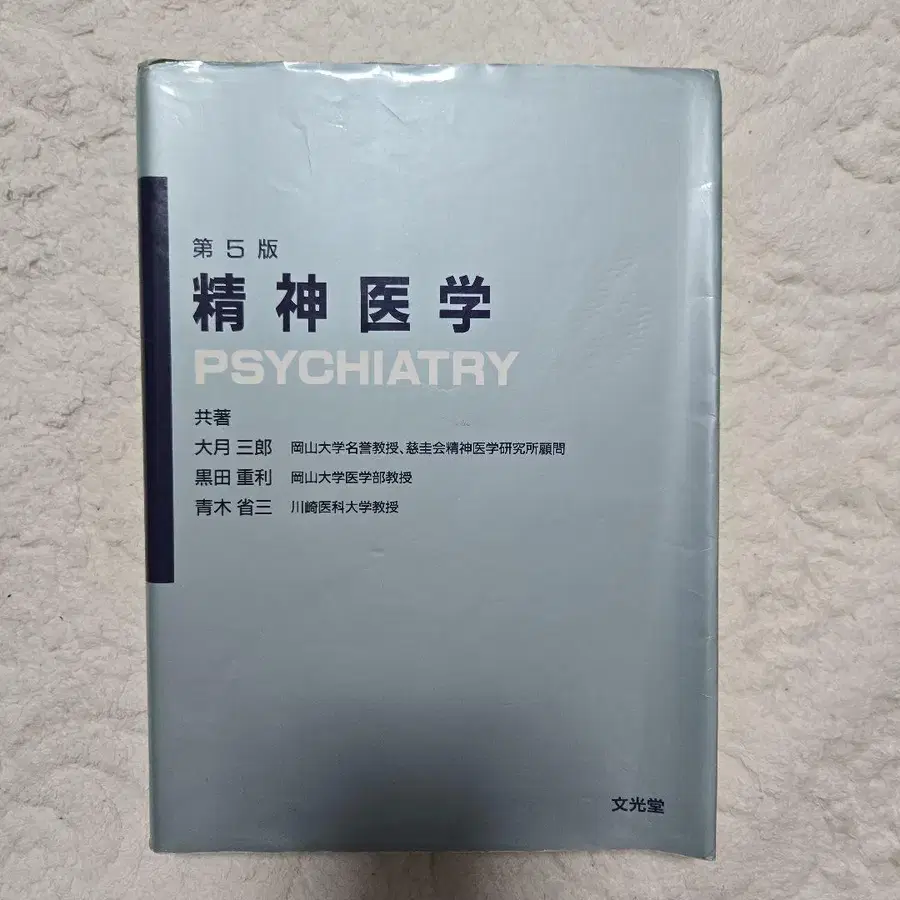 第5版
精神医学
PSYCHIATRY
共著
大月 三郎 岡山大学名誉教授、慈圭会精神医学研究所顧問
黒田 重利 岡山大学医学部教授
青木 省三 川崎医科大学教授
文光堂